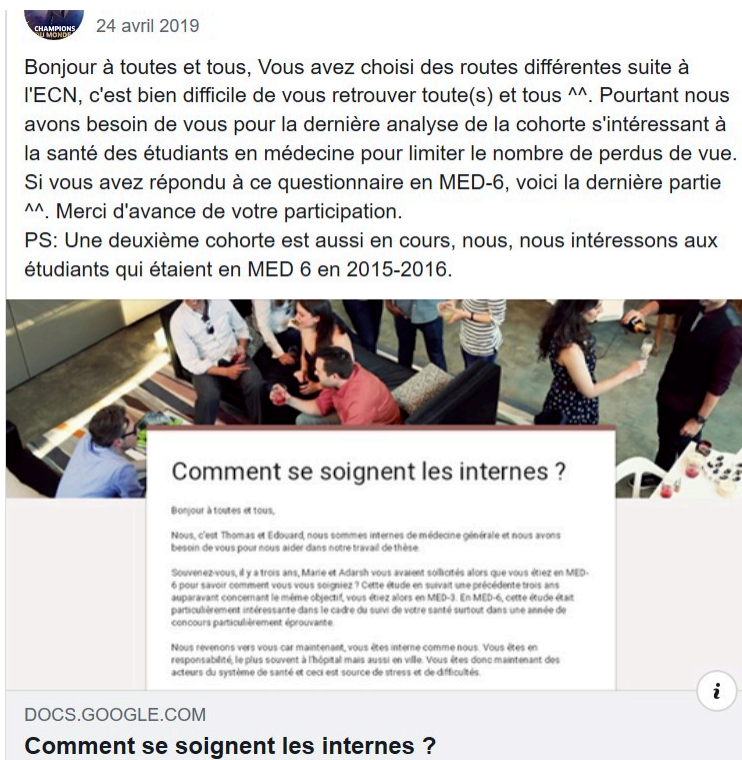 CHAMPIONS
DU MONDE
24 avril 2019
Bonjour à toutes et tous, Vous avez choisi des routes différentes suite à
l'ECN, c'est bien difficile de vous retrouver toute(s) et tous ^^. Pourtant nous
avons besoin de vous pour la dernière analyse de la cohorte s'intéressant à
la santé des étudiants en médecine pour limiter le nombre de perdus de vue.
Si vous avez répondu à ce questionnaire en MED-6, voici la dernière partie
^^. Merci d'avance de votre participation.
PS: Une deuxième cohorte est aussi en cours, nous, nous intéressons aux
étudiants qui étaient en MED 6 en 2015-2016.
Comment se soignent les internes ?
Bonjour à toutes et tous,
Nous, c'est Thomas et Edouard, nous sommes internes de médecine générale et nous avons
besoin de vous pour nous aider dans notre travail de thèse.
Souvenez-vous, il y a trois ans, Marie et Adarsh vous avaient sollicités alors que vous étiez en MED-
6 pour savoir comment vous vous soigniez ? Cette étude en suivait une précédente trois ans
auparavant concernant le même objectif, vous étiez alors en MED-3. En MED-6, cette étude était
particulièrement intéressante dans le cadre du suivi de votre santé surtout dans une année de
concours particulièrement éprouvante.
Nous revenons vers vous car maintenant, vous êtes interne comme nous. Vous êtes en
responsabilité, le plus souvent à l'hôpital mais aussi en ville. Vous êtes donc maintenant des
acteurs du système de santé et ceci est source de stress et de difficultés.
i
DOCS.GOOGLE.COM
Comment se soignent les internes ?